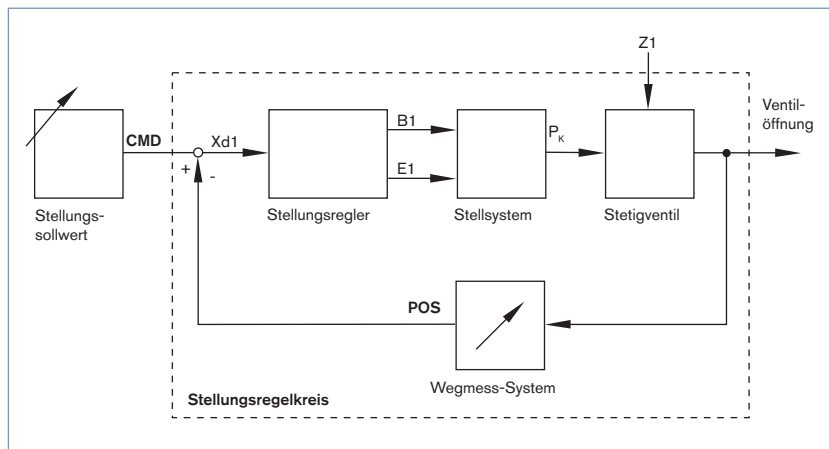 Z1
Ventil-
öffnung
B1
CMD
Xd1
P_K
+
-
E1
Stellungs-
sollwert
Stellungsregler
Stellsystem
Stetigventil
POS
Wegmess-System
Stellungsregelkreis